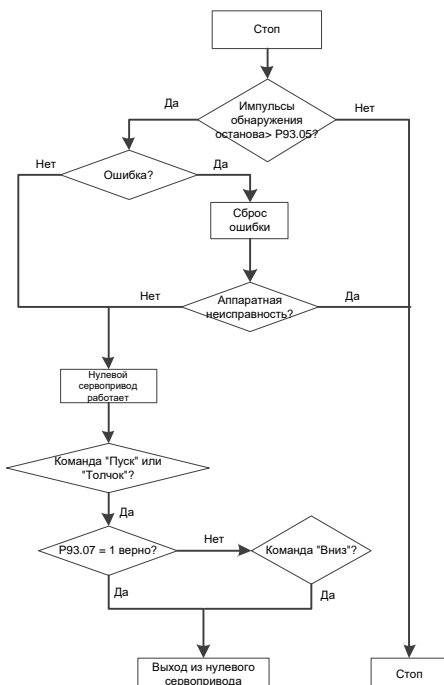 Стоп
Да
Импульсы
обнаружения
останова> P93.05?
Нет
Нет
Ошибка?
Да
Сброс
ошибки
Нет
Аппаратная
неисправность?
Да
Нулевой
сервопривод
работает
Команда "Пуск" или
"Толчок"?
Да
P93.07 = 1 верно?
Нет
Команда "Вниз"?
Да
Да
Выход из нулевого
сервопривода
Стоп